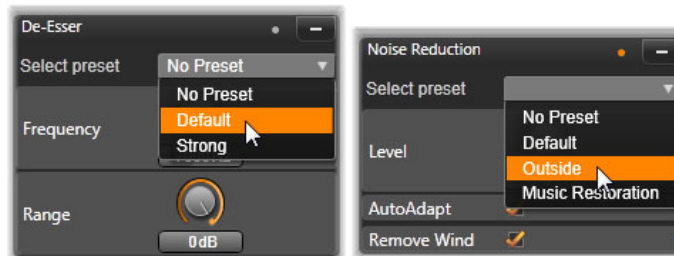 De-Esser
Select preset No Preset
No Preset
Default
Strong
Frequency
Range
0dB
Noise Reduction
Select preset
No Preset
Default
Outside
Music Restoration
Level
AutoAdapt
Remove Wind